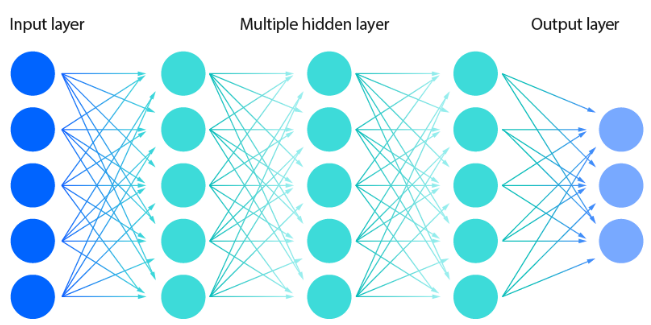 Input layer
Multiple hidden layer
Output layer